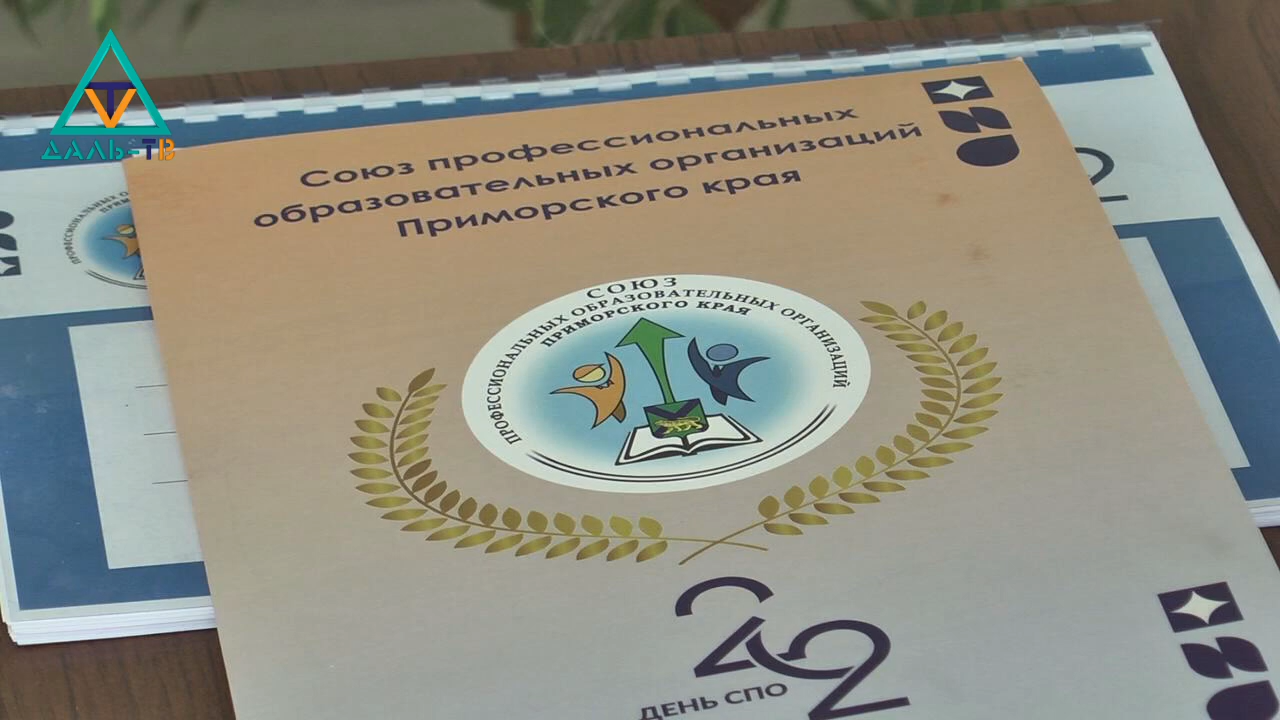 ДАЛЬ-ТВ
Союз профессиональных
образовательных организаций
Приморского края
СОЮЗ
ПРОФЕССИОНАЛЬНЫХ ОБРАЗОВАТЕЛЬНЫХ ОРГАНИЗАЦИЙ
ПРИМОРСКОГО КРАЯ
ДЕНЬ СПО